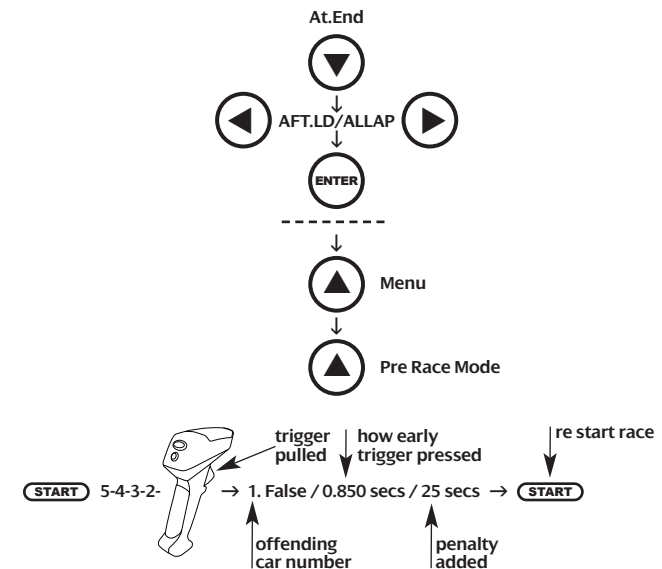 At.End
AFT.LD/ALLAP
ENTER
Menu
Pre Race Mode
trigger pulled
how early trigger pressed
re start race
START 5-4-3-2- → 1. False / 0.850 secs / 25 secs → START
offending car number
penalty added